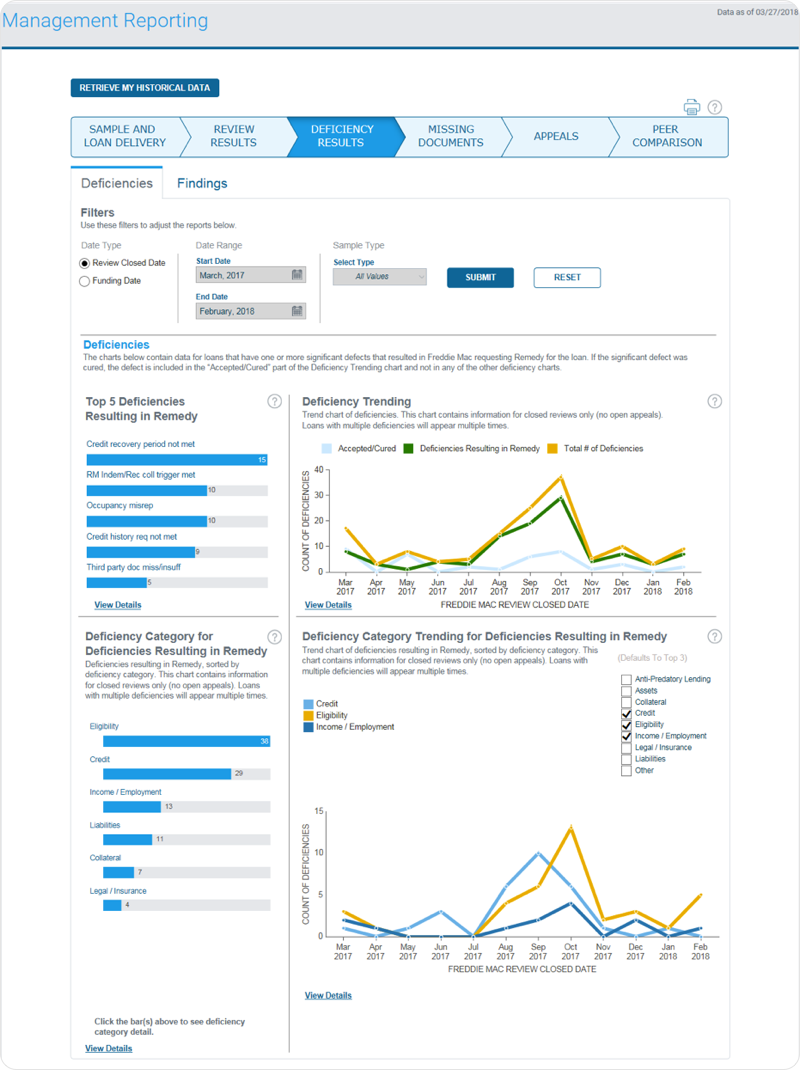 Management Reporting
Data as of 03/27/2018
RETRIEVE MY HISTORICAL DATA
?
SAMPLE AND
LOAN DELIVERY
REVIEW
RESULTS
DEFICIENCY
RESULTS
MISSING
DOCUMENTS
APPEALS
PEER
COMPARISON
Deficiencies
Findings
Filters
Use these filters to adjust the reports below.
Date Type
Review Closed Date
Funding Date
Date Range
Start Date
March, 2017
End Date
February, 2018
Sample Type
Select Type
All Values
SUBMIT
RESET
Deficiencies
The charts below contain data for loans that have one or more significant defects that resulted in Freddie Mac requesting Remedy for the loan. If the significant defect was
cured, the defect is included in the "Accepted/Cured" part of the Deficiency Trending chart and not in any of the other deficiency charts.
Top 5 Deficiencies
Resulting in Remedy
?
Credit recovery period not met
15
RM Indem/Rec coll trigger met
10
Occupancy misrep
10
Credit history req not met
9
Third party doc miss/insuff
5
View Details
Deficiency Trending
?
Trend chart of deficiencies. This chart contains information for closed reviews only (no open appeals).
Loans with multiple deficiencies will appear multiple times.
Accepted/Cured
Deficiencies Resulting in Remedy
Total # of Deficiencies
COUNT OF DEFICIENCIES
40
30
20
10
0
Mar Apr May Jun Jul Aug Sep Oct Nov Dec Jan Feb
2017 2017 2017 2017 2017 2017 2017 2017 2017 2017 2018 2018
View Details
FREDDIE MAC REVIEW CLOSED DATE
Deficiency Category for
Deficiencies Resulting in Remedy
?
Deficiencies resulting in Remedy, sorted by
deficiency category. This chart contains information
for closed reviews only (no open appeals). Loans
with multiple deficiencies will appear multiple times.
Eligibility
38
Credit
29
Income / Employment
13
Liabilities
11
Collateral
7
Legal / Insurance
4
Click the bar(s) above to see deficiency
category detail.
View Details
Deficiency Category Trending for Deficiencies Resulting in Remedy
?
Trend chart of deficiencies resulting in Remedy, sorted by deficiency category. This
chart contains information for closed reviews only (no open appeals). Loans with
multiple deficiencies will appear multiple times.
(Defaults To Top 3)
Anti-Predatory Lending
Assets
Collateral
Credit
Eligibility
Income / Employment
Legal / Insurance
Liabilities
Other
Credit
Eligibility
Income / Employment
COUNT OF DEFICIENCIES
15
10
5
0
Mar Apr May Jun Jul Aug Sep Oct Nov Dec Jan Feb
2017 2017 2017 2017 2017 2017 2017 2017 2017 2017 2018 2018
FREDDIE MAC REVIEW CLOSED DATE
View Details